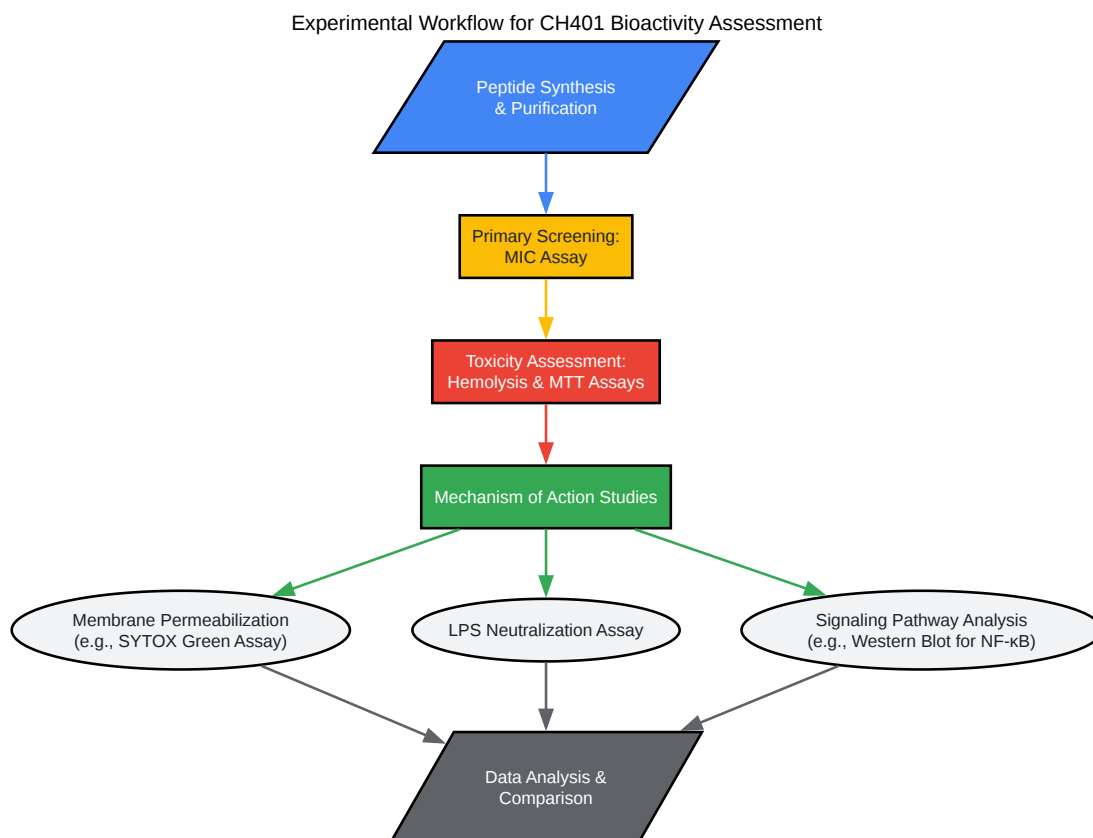 Experimental Workflow for CH401 Bioactivity Assessment
Peptide Synthesis
& Purification
Primary Screening:
MIC Assay
Toxicity Assessment:
Hemolysis & MTT Assays
Mechanism of Action Studies
Membrane Permeabilization
(e.g., SYTOX Green Assay)
LPS Neutralization Assay
Signaling Pathway Analysis
(e.g., Western Blot for NF-κB)
Data Analysis &
Comparison